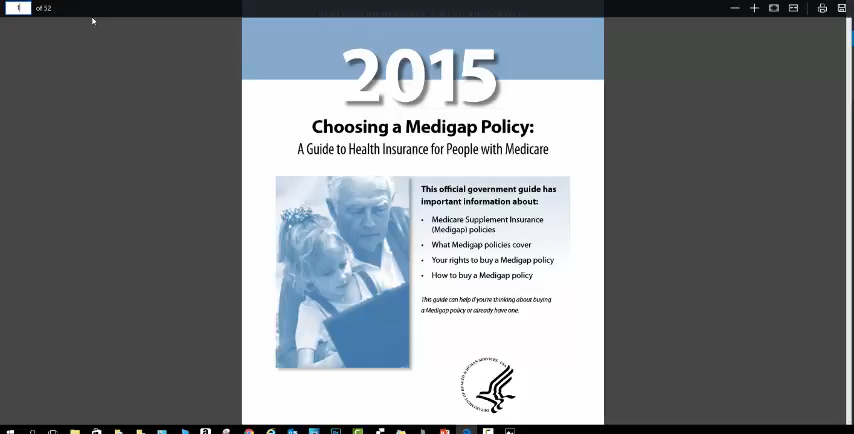 1
of 52
2015
Choosing a Medigap Policy:
A Guide to Health Insurance for People with Medicare
This official government guide has
important information about:
• Medicare Supplement Insurance
(Medigap) policies
• What Medigap policies cover
• Your rights to buy a Medigap policy
• How to buy a Medigap policy
This guide can help if you're thinking about buying
a Medigap policy or already have one.